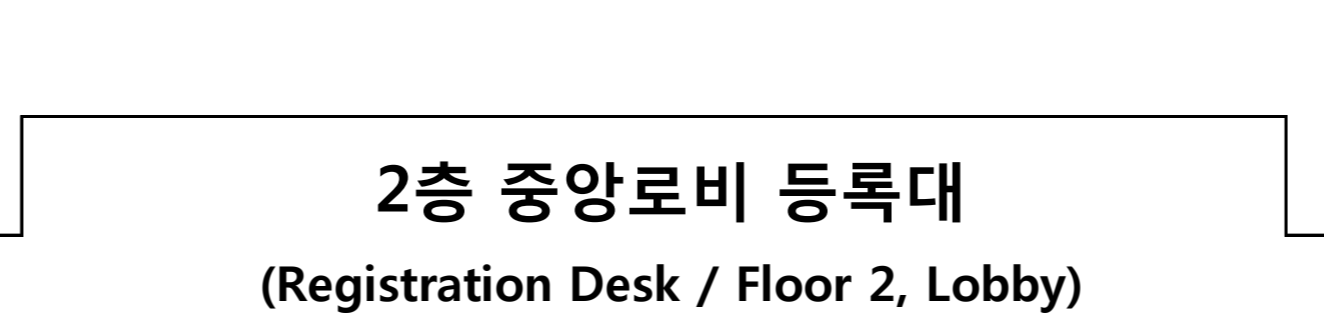 2층 중앙로비 등록대
(Registration Desk / Floor 2, Lobby)